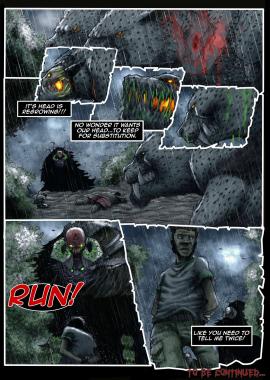 IT'S HEAD IS
REGROWING?!!
NO WONDER IT WANTS
OUR HEAD...TO KEEP
FOR SUBSTITUTION.
RUN!
LIKE YOU NEED TO
TELL ME TWICE!
TO BE CONTINUED...